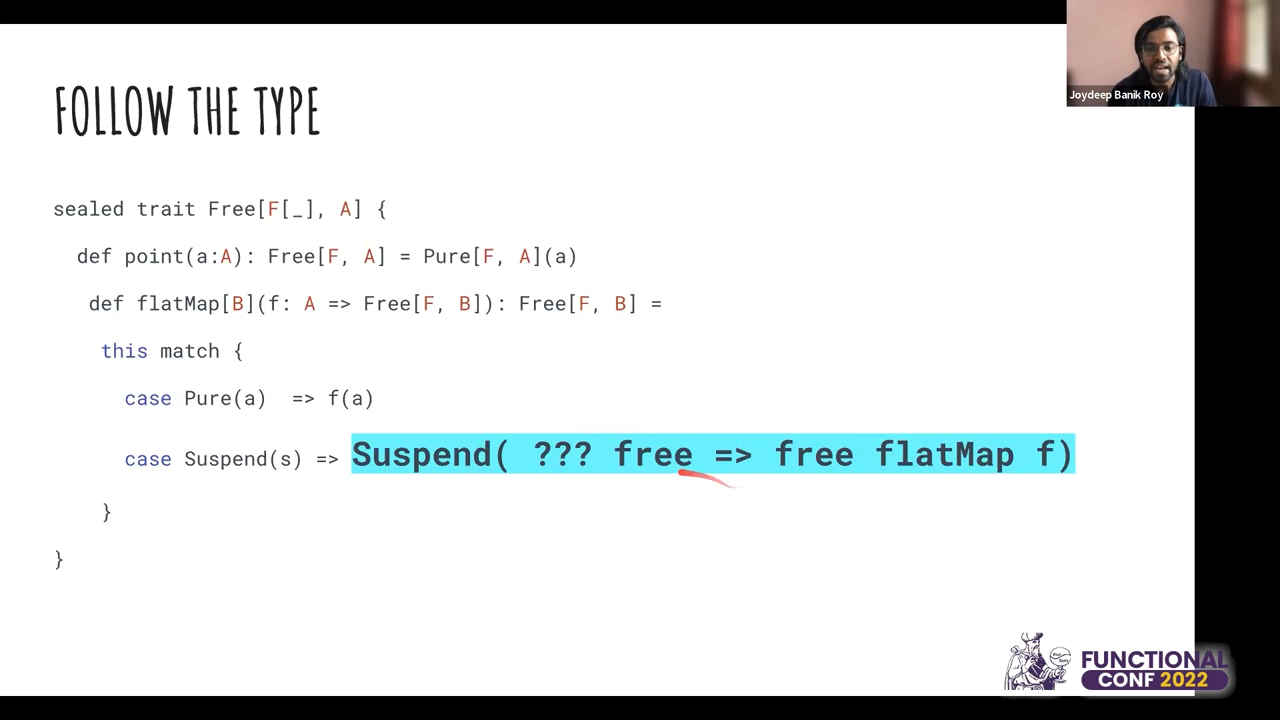 Joydeep Banik Roy
FOLLOW THE TYPE
sealed trait Free[F[_], A] {
def point(a:A): Free[F, A] = Pure[F, A](a)
def flatMap[B](f: A => Free[F, B]): Free[F, B] =
this match {
case Pure(a) => f(a)
case Suspend(s) => Suspend( ??? free => free flatMap f)
}
}
FUNCTIONAL
CONF 2022